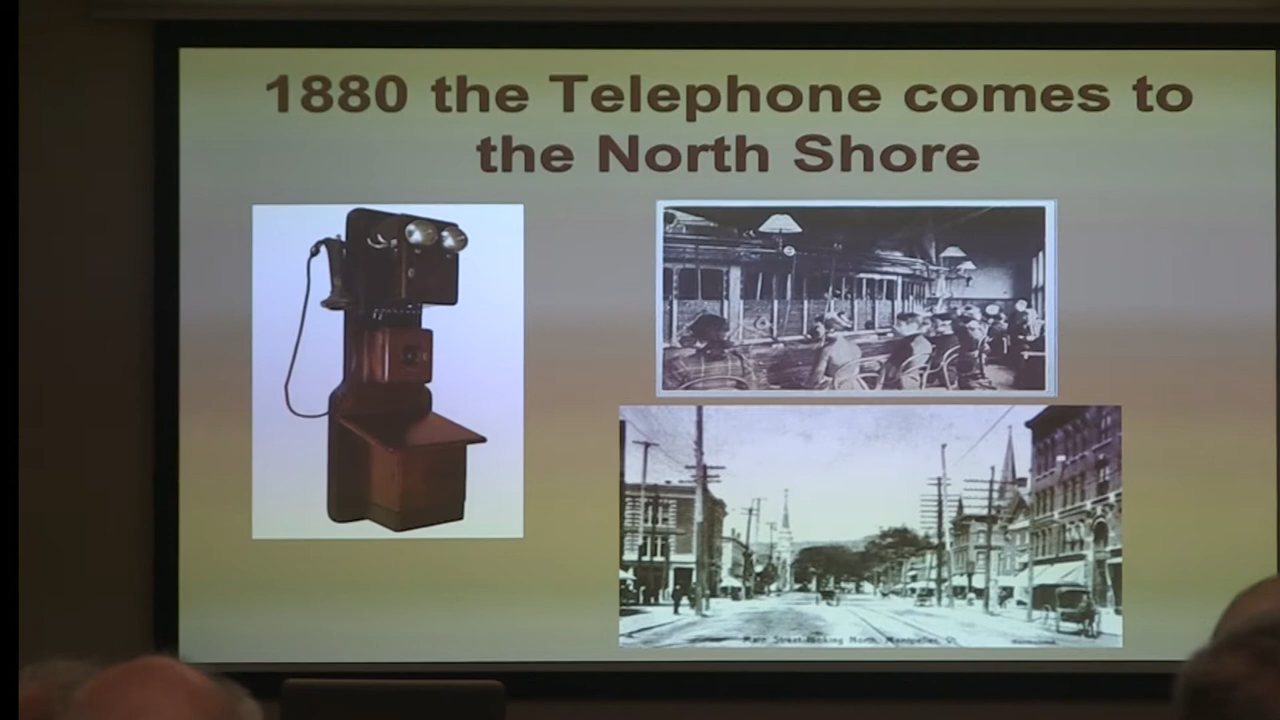 1880 the Telephone comes to
the North Shore
Main Street looking North, Montpelier, Vt.